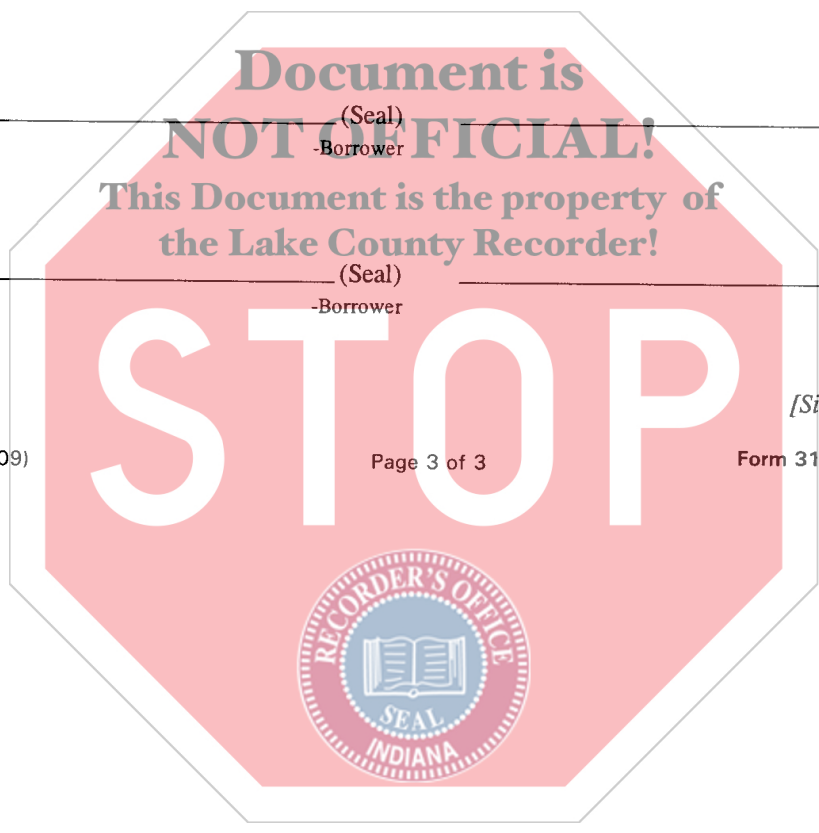 Document is
(Seal)
NOT OFFICIAL!
-Borrower
This Document is the property of
the Lake County Recorder!
(Seal)
-Borrower
STOP
[Si
09) Page 3 of 3 Form 31
RECORDER'S OFFICE
SEAL
INDIANA